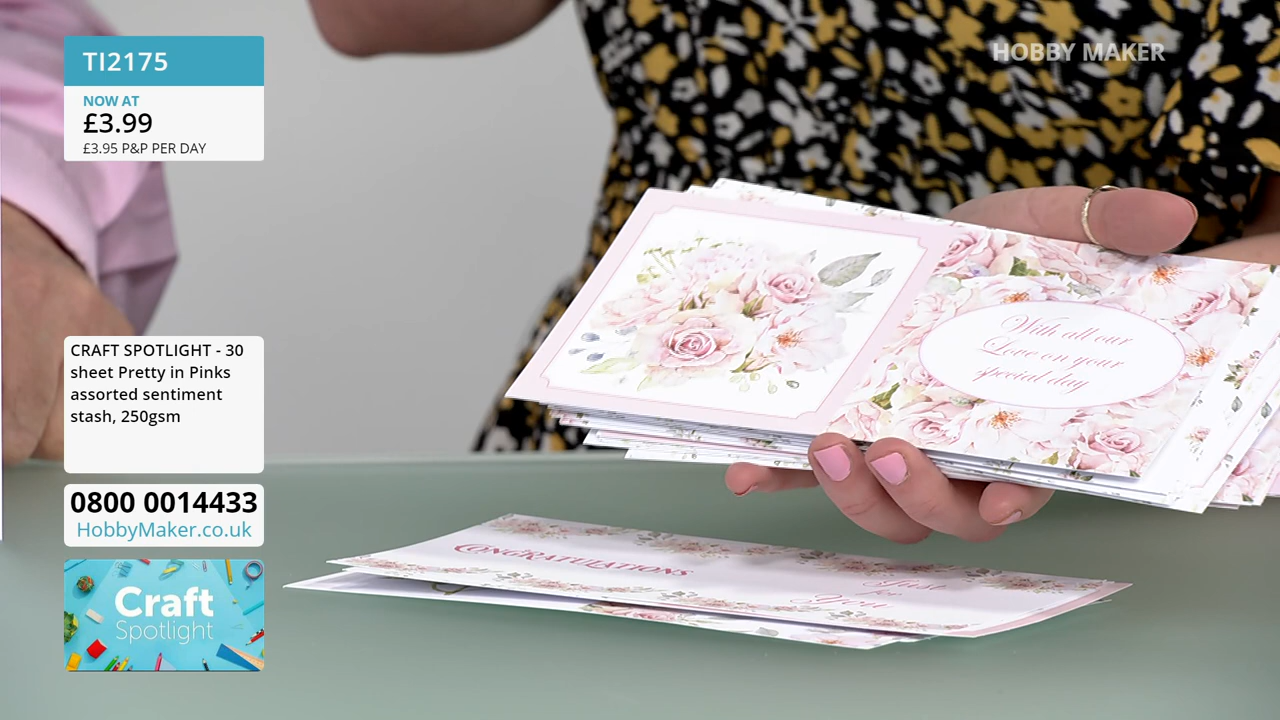 TI2175
NOW AT
£3.99
£3.95 P&P PER DAY
HOBBY MAKER
With all our
Love on your
special day
CRAFT SPOTLIGHT - 30
sheet Pretty in Pinks
assorted sentiment
stash, 250gsm
0800 0014433
HobbyMaker.co.uk
CONGRATULATIONS
Just
for
You
Craft
Spotlight